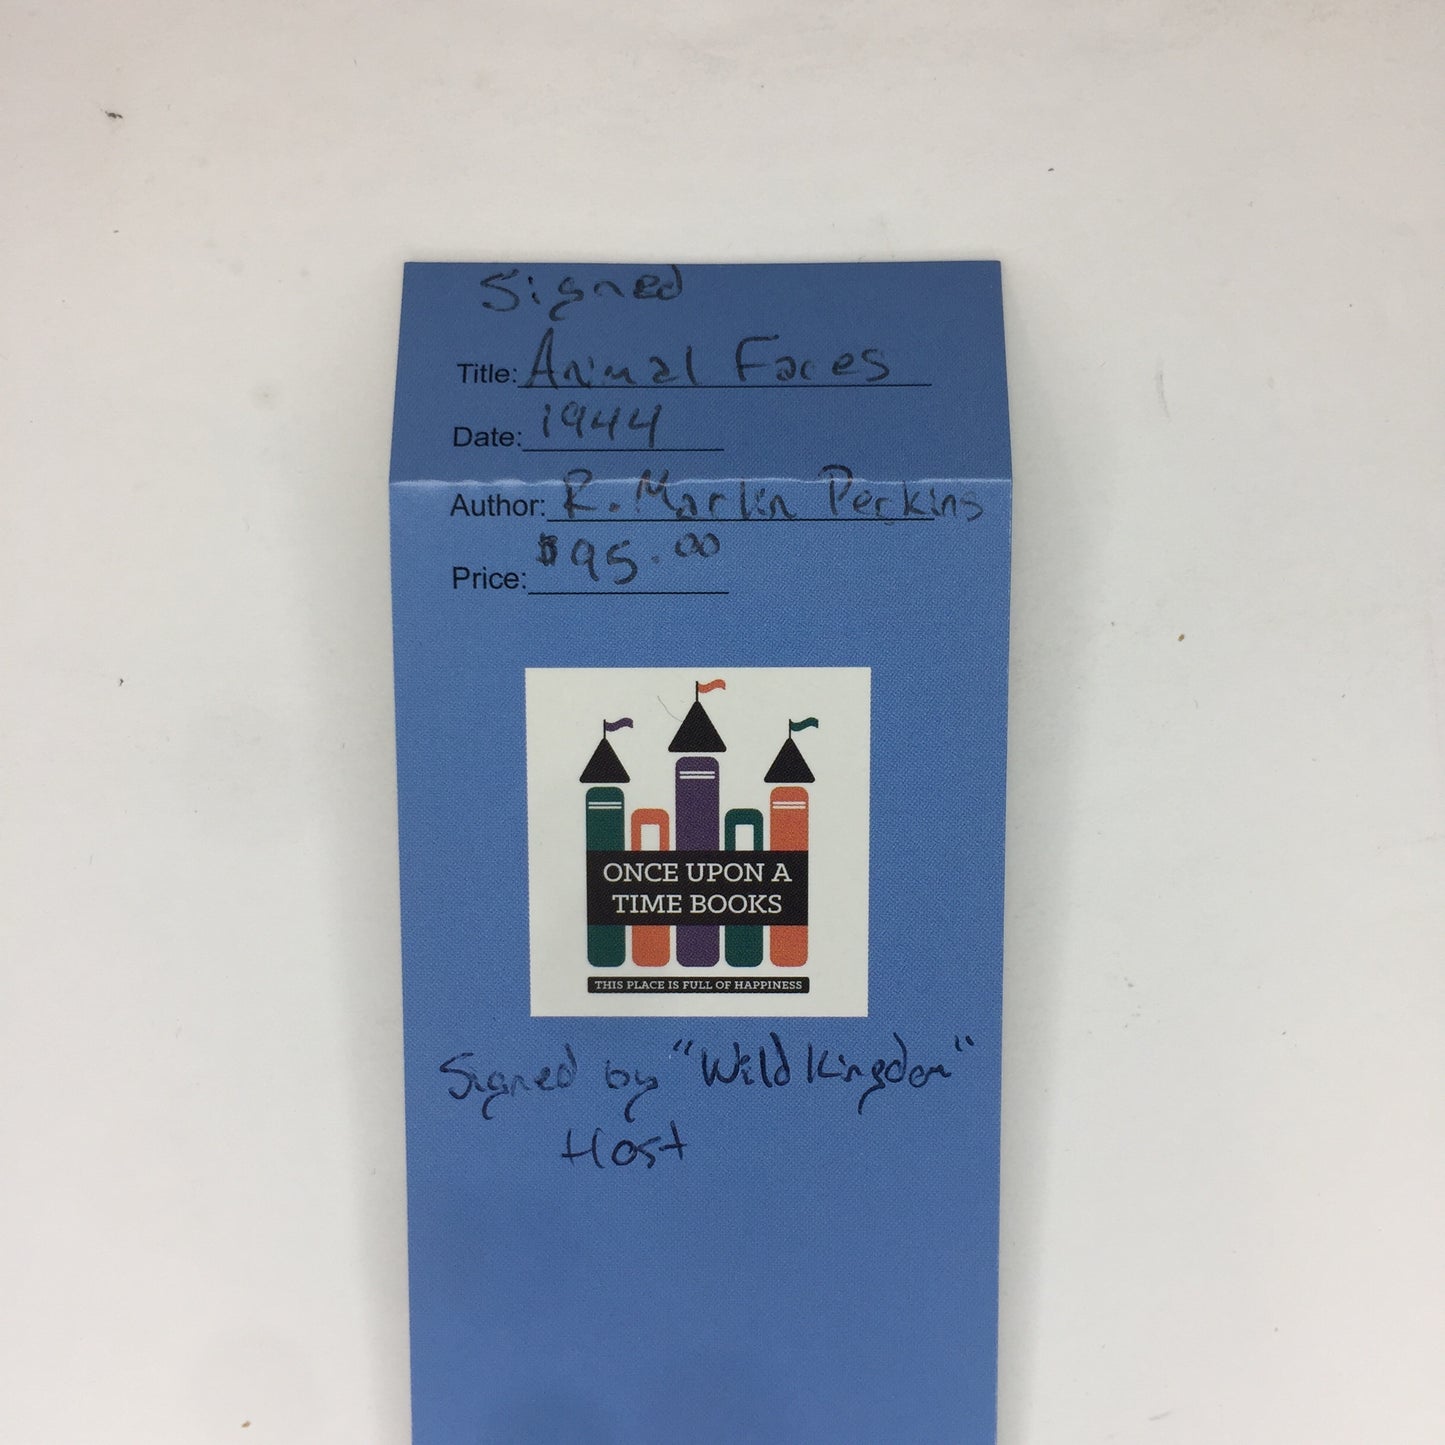 Signed
Title: Animal Faces
Date: 1944
Author: R. Marlin Perkins
Price: $95.00
ONCE UPON A
TIME BOOKS
THIS PLACE IS FULL OF HAPPINESS
Signed by "Wild Kingdom"
Host